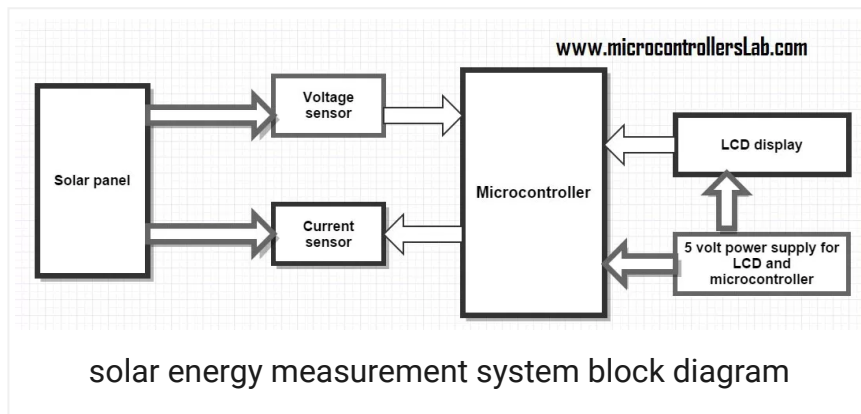 www.microcontrollersLab.com
Solar panel
Voltage
sensor
Current
sensor
Microcontroller
LCD display
5 volt power supply for
LCD and
microcontroller
solar energy measurement system block diagram